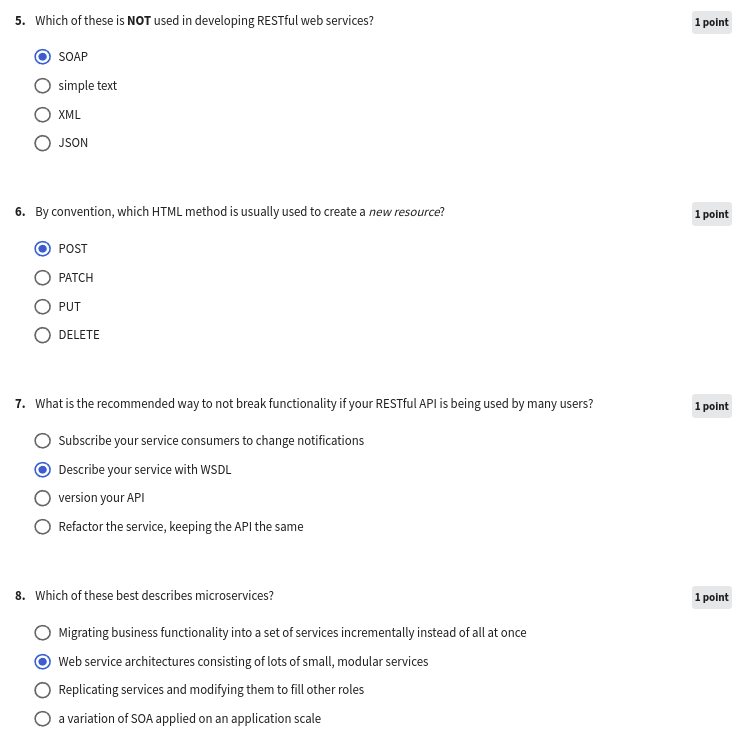 5. Which of these is NOT used in developing RESTful web services?
1 point
SOAP
simple text
XML
JSON
6. By convention, which HTML method is usually used to create a new resource?
1 point
POST
PATCH
PUT
DELETE
7. What is the recommended way to not break functionality if your RESTful API is being used by many users?
1 point
Subscribe your service consumers to change notifications
Describe your service with WSDL
version your API
Refactor the service, keeping the API the same
8. Which of these best describes microservices?
1 point
Migrating business functionality into a set of services incrementally instead of all at once
Web service architectures consisting of lots of small, modular services
Replicating services and modifying them to fill other roles
a variation of SOA applied on an application scale